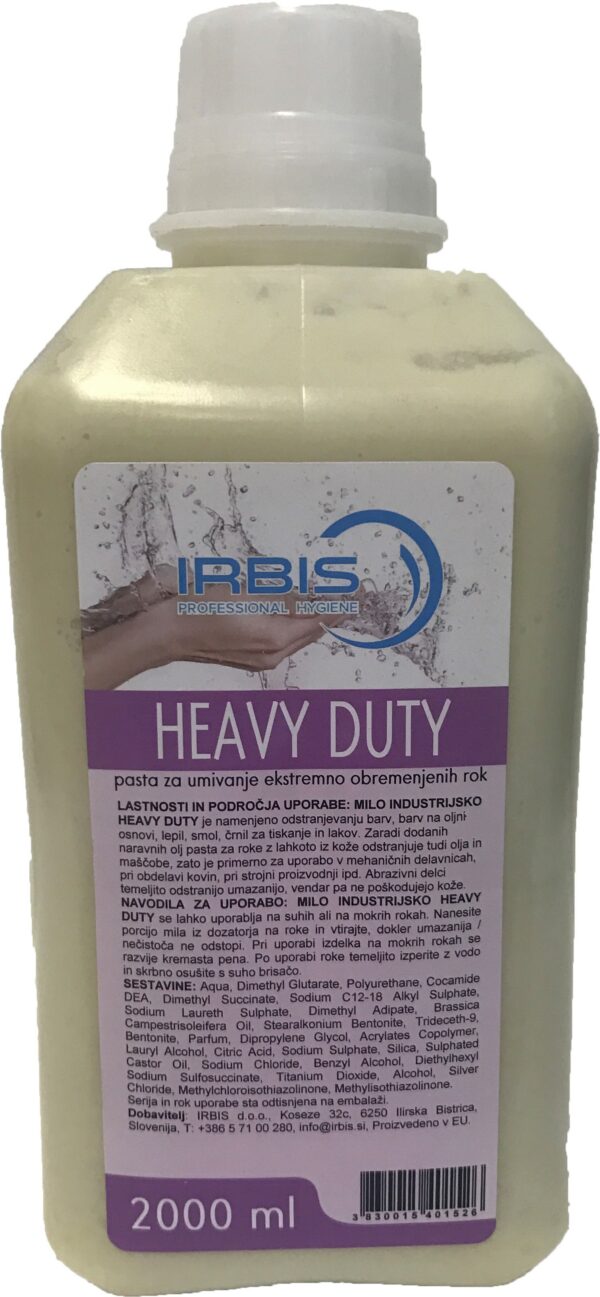 IRBIS
PROFESSIONAL HYGIENE
HEAVY DUTY
pasta za umivanje ekstremno obremenjenih rok
LASTNOSTI IN PODROČJA UPORABE: MILO INDUSTRIJSKO
HEAVY DUTY je namenjeno odstranjevanju barv, barv na oljni
osnovi, lepil, smol, črnil za tiskanje in lakov. Zaradi dodanih
naravnih olj pasta za roke z lahkoto iz kože odstranjuje tudi olja in
maščobe, zato je primerno za uporabo v mehaničnih delavnicah,
pri obdelavi kovin, pri strojni proizvodnji ipd. Abrazivni delci
temeljito odstranijo umazanijo, vendar pa ne poškodujejo kože.
NAVODILA ZA UPORABO: MILO INDUSTRIJSKO HEAVY
DUTY se lahko uporablja na suhih ali na mokrih rokah. Nanesite
porcijo mila iz dozatorja na roke in vtirajte, dokler umazanija /
nečistoča ne odstopi. Pri uporabi izdelka na mokrih rokah se
razvije kremasta pena. Po uporabi roke temeljito izperite z vodo
in skrbno osušite s suho brisačo.
SESTAVINE: Aqua, Dimethyl Glutarate, Polyurethane, Cocamide
DEA, Dimethyl Succinate, Sodium C12-18 Alkyl Sulphate,
Sodium Laureth Sulphate, Dimethyl Adipate, Brassica
Campestrisoleifera Oil, Stearalkonium Bentonite, Trideceth-9,
Bentonite, Parfum, Dipropylene Glycol, Acrylates Copolymer,
Lauryl Alcohol, Citric Acid, Sodium Sulphate, Silica, Sulphated
Castor Oil, Sodium Chloride, Benzyl Alcohol, Diethylhexyl
Sodium Sulfosuccinate, Titanium Dioxide, Alcohol, Silver
Chloride, Methylchloroisothiazolinone, Methylisothiazolinone.
Serija in rok uporabe sta odtisnjena na embalaži.
Dobavitelj: IRBIS d.o.o., Koseze 32c, 6250 Ilirska Bistrica,
Slovenija, T: +386 5 71 00 280, info@irbis.si, Proizvedeno v EU.
2000 ml
3 830015 401526